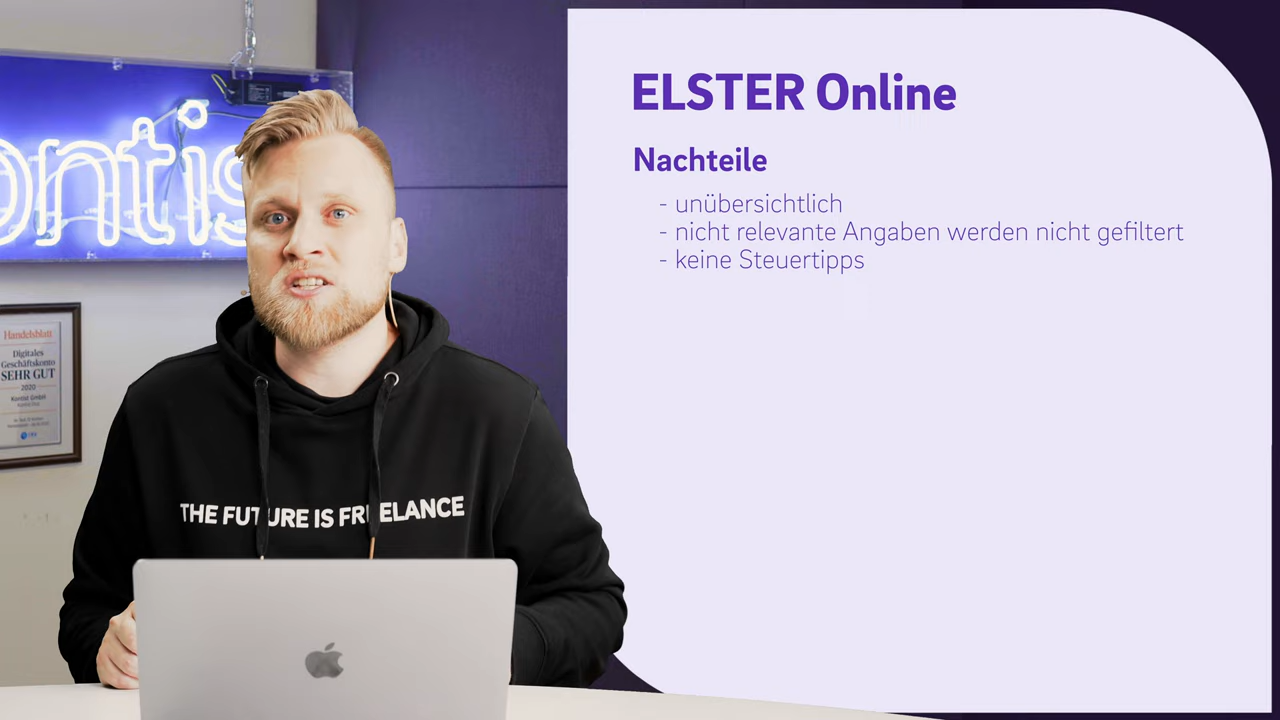 ontis
Handelsblatt
Digitales
Geschäftskonto
SEHR GUT
2020
Kontist GmbH
THE FUTURE IS FREELANCE
ELSTER Online
Nachteile
- unübersichtlich
- nicht relevante Angaben werden nicht gefiltert
- keine Steuertipps